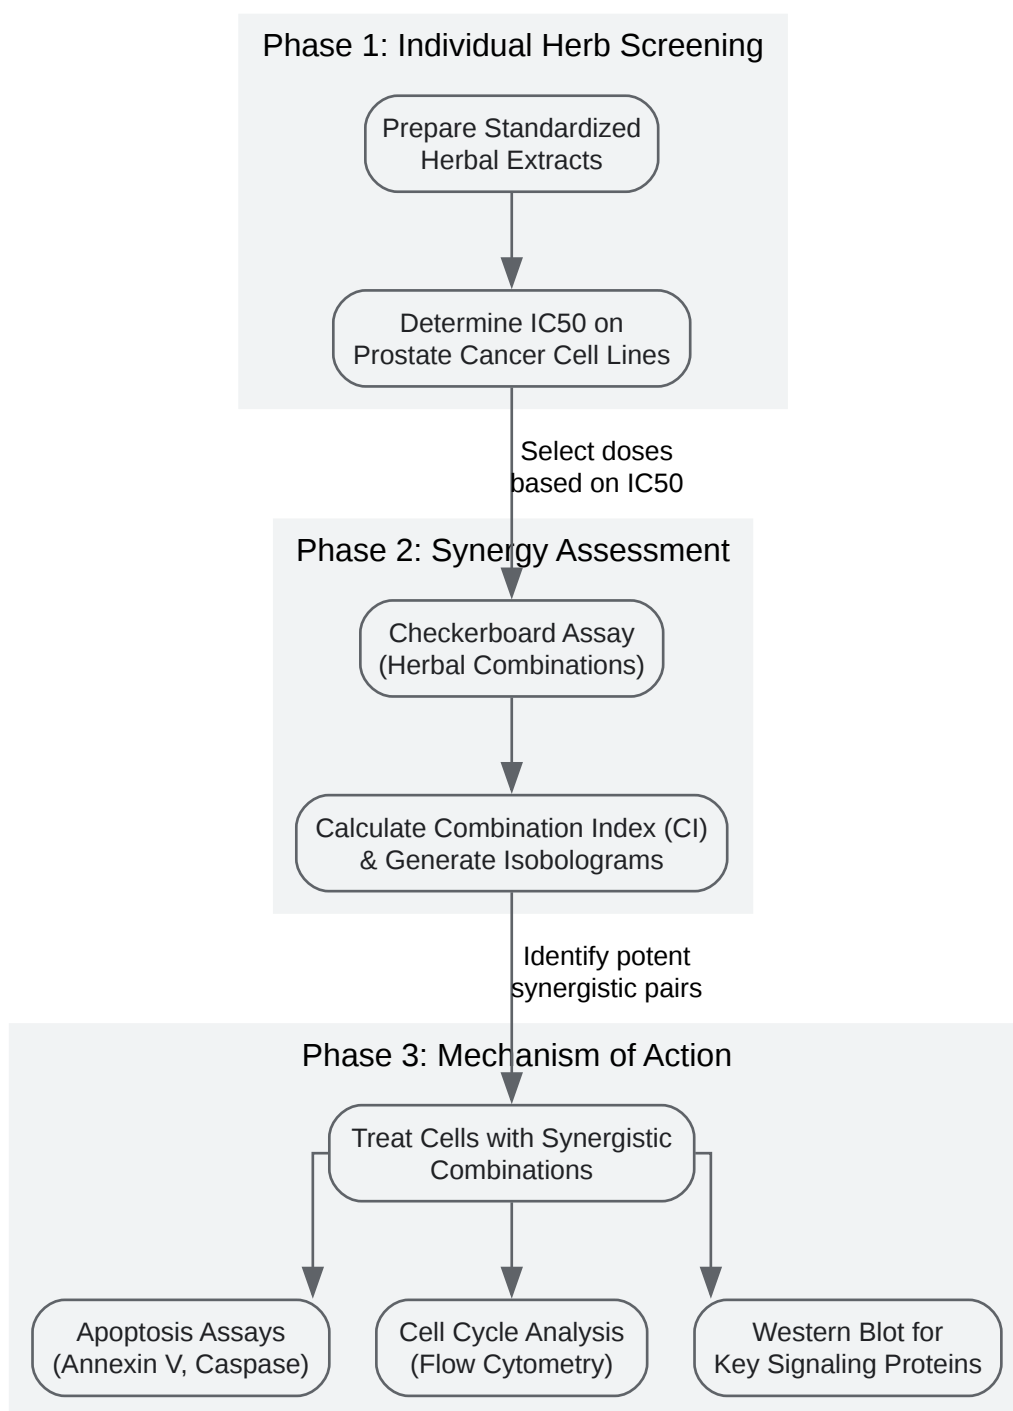 Phase 1: Individual Herb Screening
Prepare Standardized
Herbal Extracts
Determine IC50 on
Prostate Cancer Cell Lines
Select doses
based on IC50
Phase 2: Synergy Assessment
Checkerboard Assay
(Herbal Combinations)
Calculate Combination Index (CI)
& Generate Isobolograms
Identify potent
synergistic pairs
Phase 3: Mechanism of Action
Treat Cells with Synergistic
Combinations
Apoptosis Assays
(Annexin V, Caspase)
Cell Cycle Analysis
(Flow Cytometry)
Western Blot for
Key Signaling Proteins